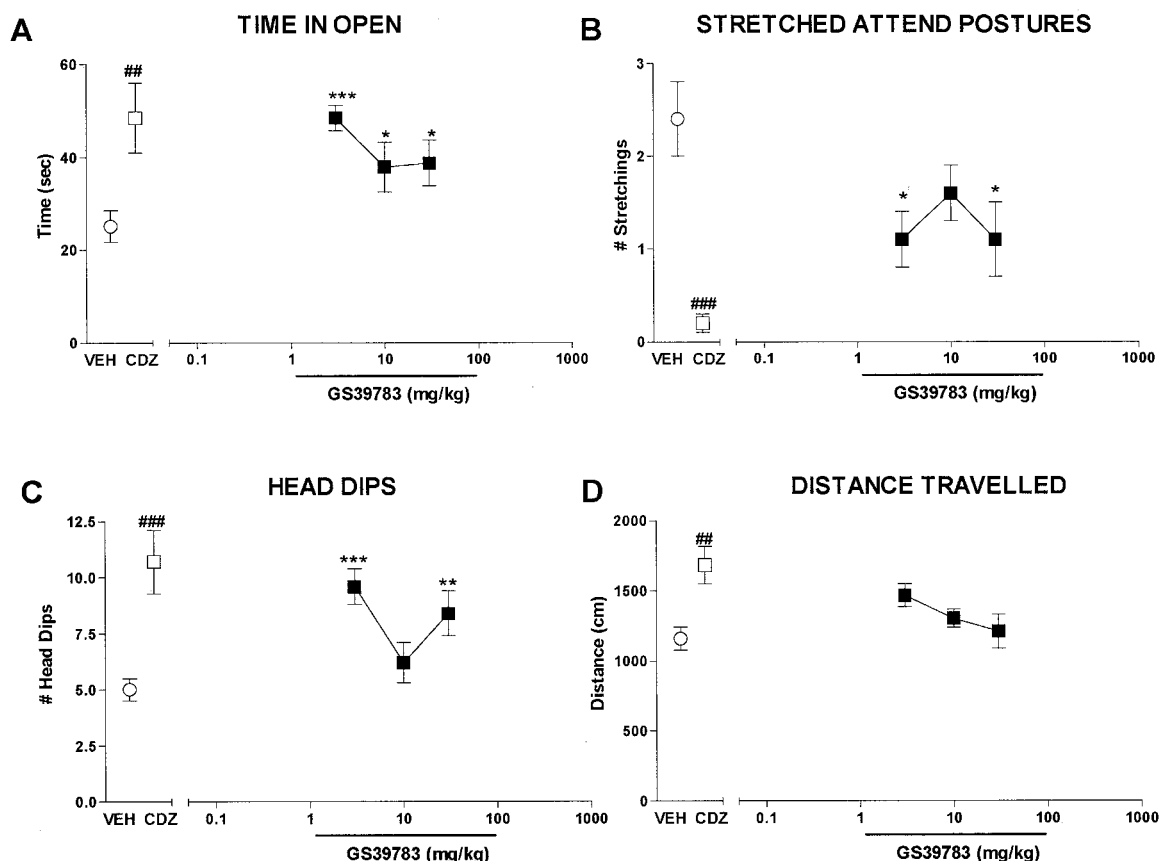 A
TIME IN OPEN
60
40
20
0
Time (sec)
##
***
*
*
VEH CDZ
0.1 1 10 100 1000
GS39783 (mg/kg)
B
STRETCHED ATTEND POSTURES
3
2
1
0
# Stretchings
###
*
*
VEH CDZ
0.1 1 10 100 1000
GS39783 (mg/kg)
C
HEAD DIPS
12.5
10.0
7.5
5.0
2.5
0.0
# Head Dips
###
***
**
VEH CDZ
0.1 1 10 100 1000
GS39783 (mg/kg)
D
DISTANCE TRAVELLED
2000
1500
1000
500
0
Distance (cm)
##
VEH CDZ
0.1 1 10 100 1000
GS39783 (mg/kg)